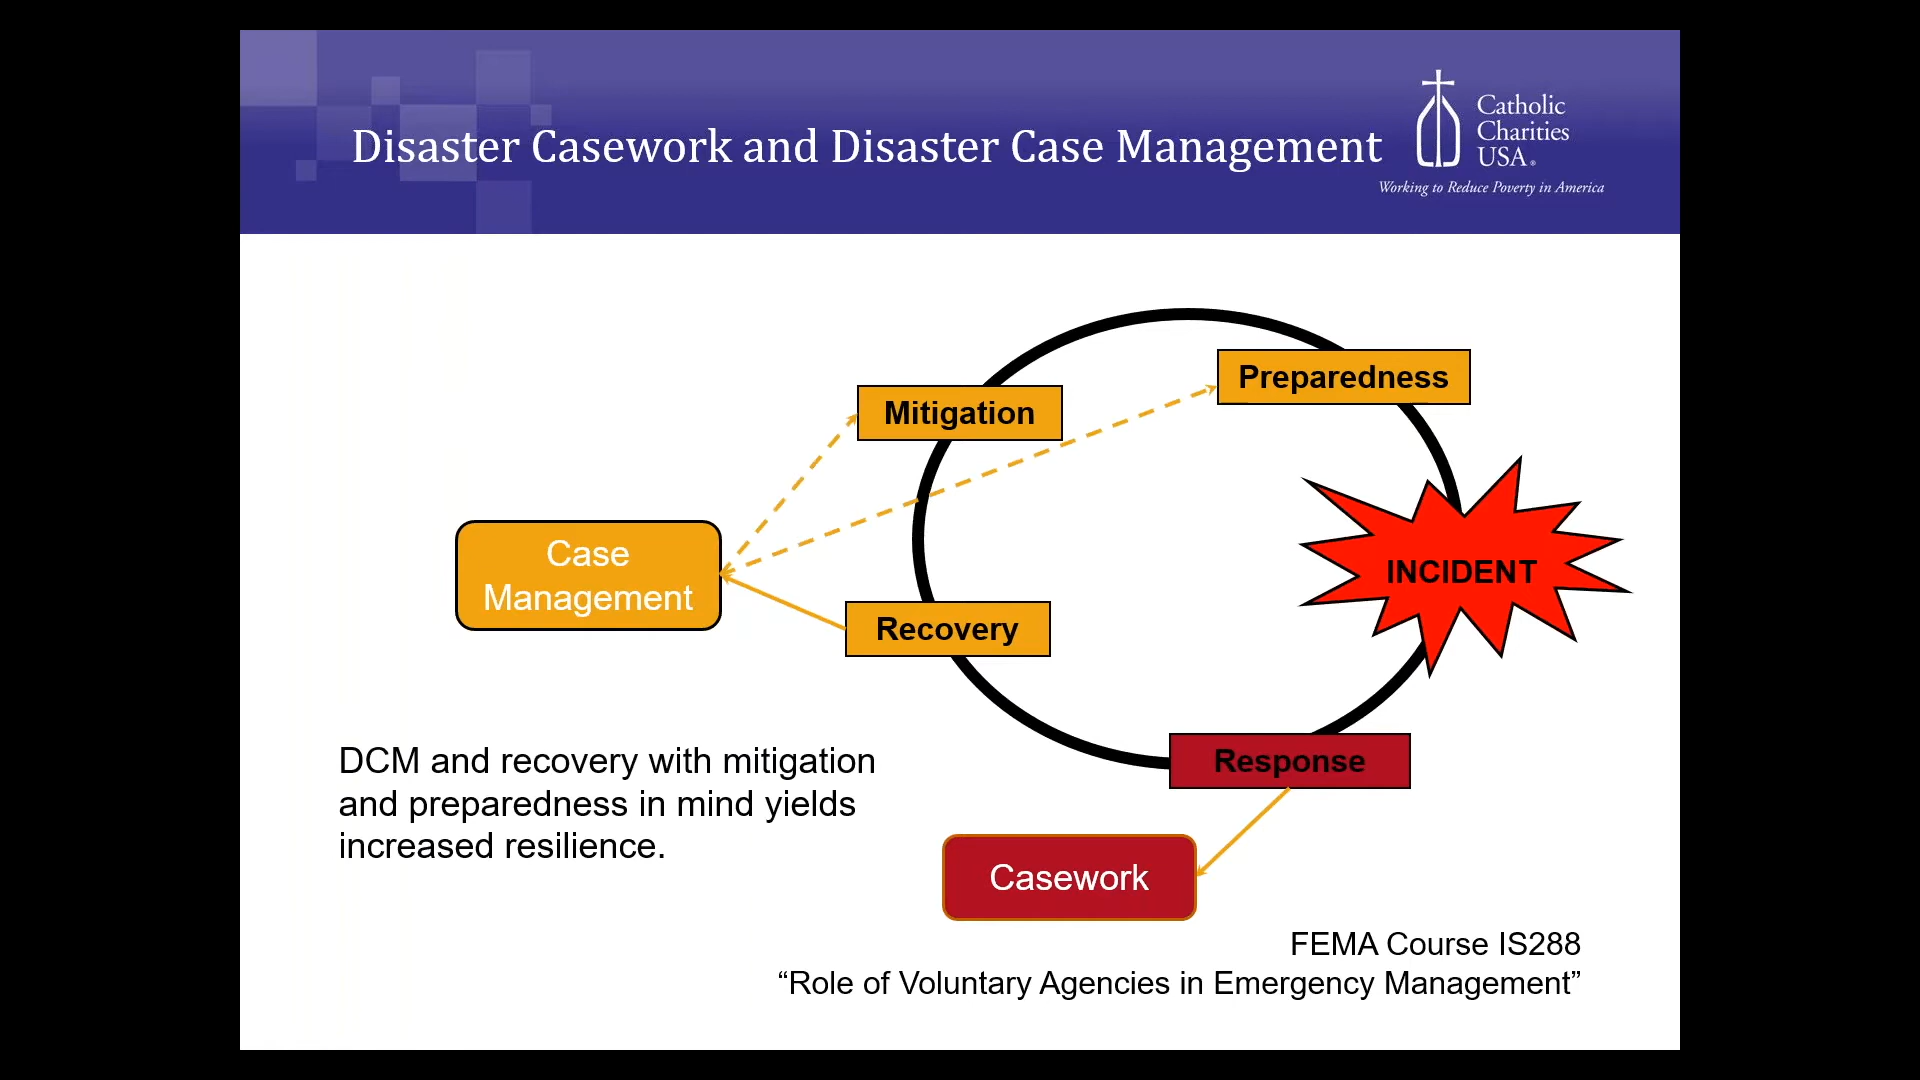 Disaster Casework and Disaster Case Management
Catholic
Charities
USA®
Working to Reduce Poverty in America
Preparedness
Mitigation
Case
Management
INCIDENT
Recovery
Response
DCM and recovery with mitigation
and preparedness in mind yields
increased resilience.
Casework
FEMA Course IS288
“Role of Voluntary Agencies in Emergency Management”